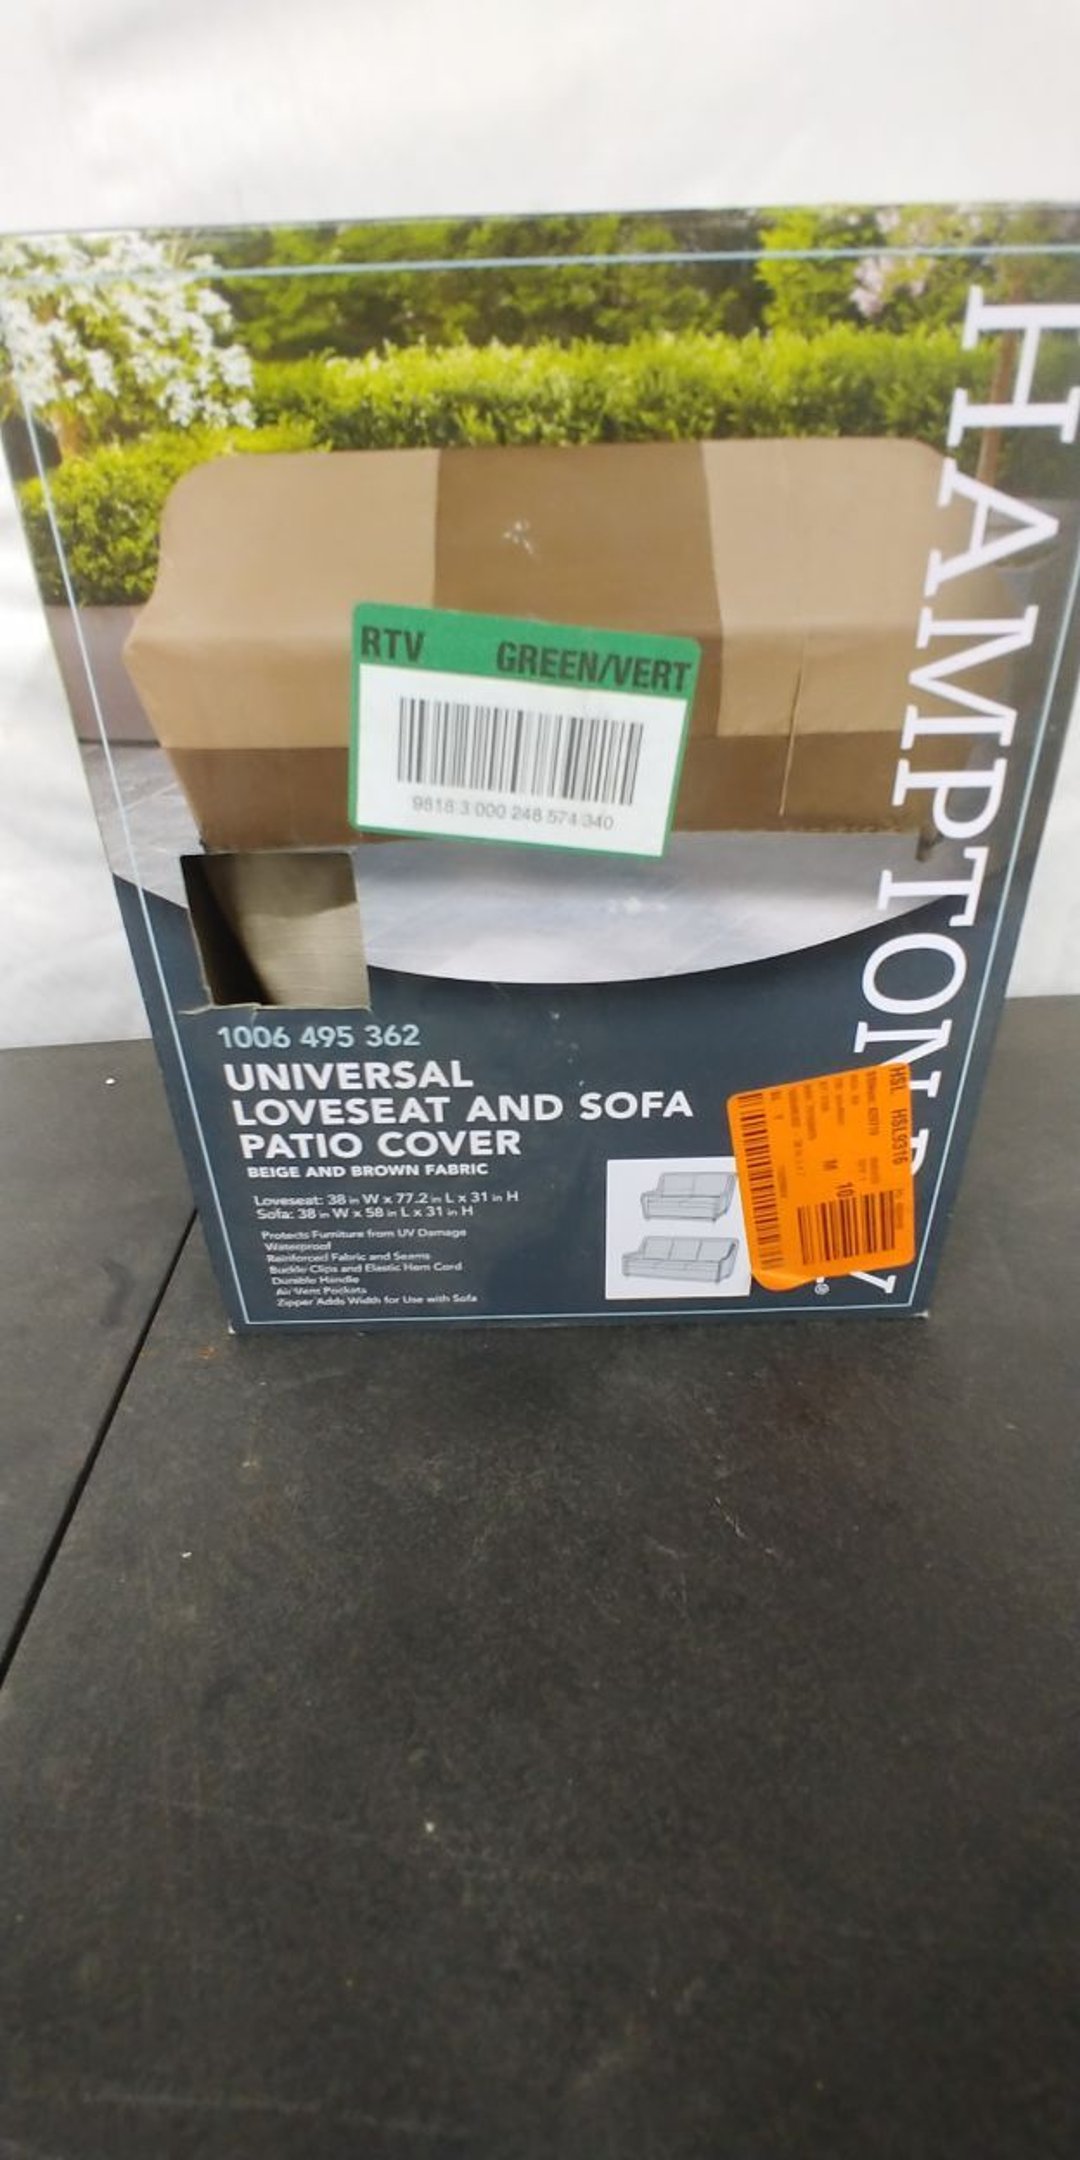 HAMPTON
RTV GREEN/VERT
9818 3 000 248 574 340
1006 495 362
UNIVERSAL
LOVESEAT AND SOFA
PATIO COVER
BEIGE AND BROWN FABRIC
Loveseat: 38 in W x 77.2 in L x 31 in H
Sofa: 38 in W x 58 in L x 31 in H
Protects Furniture from UV Damage
Waterproof
Reinforced Fabric and Seams
Buckle Clips and Elastic Hem Cord
Durable Handle
Air Vent Pockets
Zipper Adds Width for Use with Sofa
HSL HSL9316
M 10
®